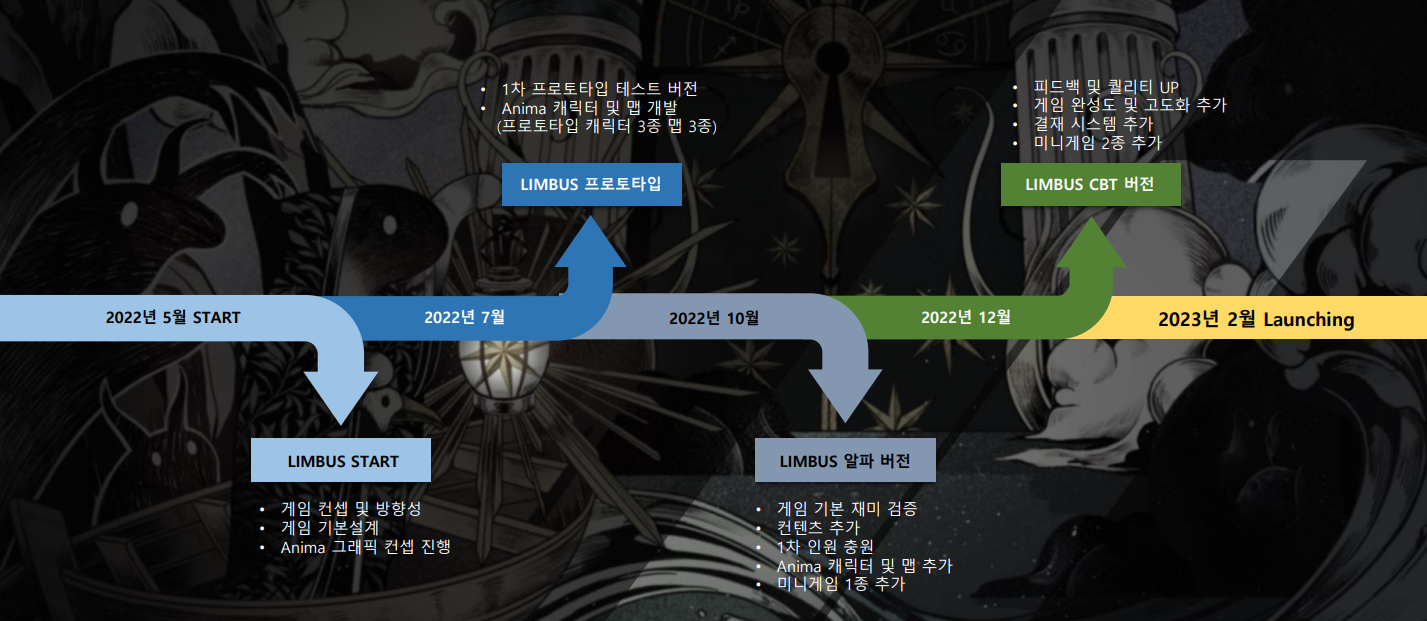 • 1차 프로토타입 테스트 버전
• Anima 캐릭터 및 맵 개발
(프로토타입 캐릭터 3종 맵 3종)
LIMBUS 프로토타입
• 피드백 및 퀄리티 UP
• 게임 완성도 및 고도화 추가
• 결재 시스템 추가
• 미니게임 2종 추가
LIMBUS CBT 버전
2022년 5월 START
2022년 7월
2022년 10월
2022년 12월
2023년 2월 Launching
LIMBUS START
• 게임 컨셉 및 방향성
• 게임 기본설계
• Anima 그래픽 컨셉 진행
LIMBUS 알파 버전
• 게임 기본 재미 검증
• 컨텐츠 추가
• 1차 인원 충원
• Anima 캐릭터 및 맵 추가
• 미니게임 1종 추가